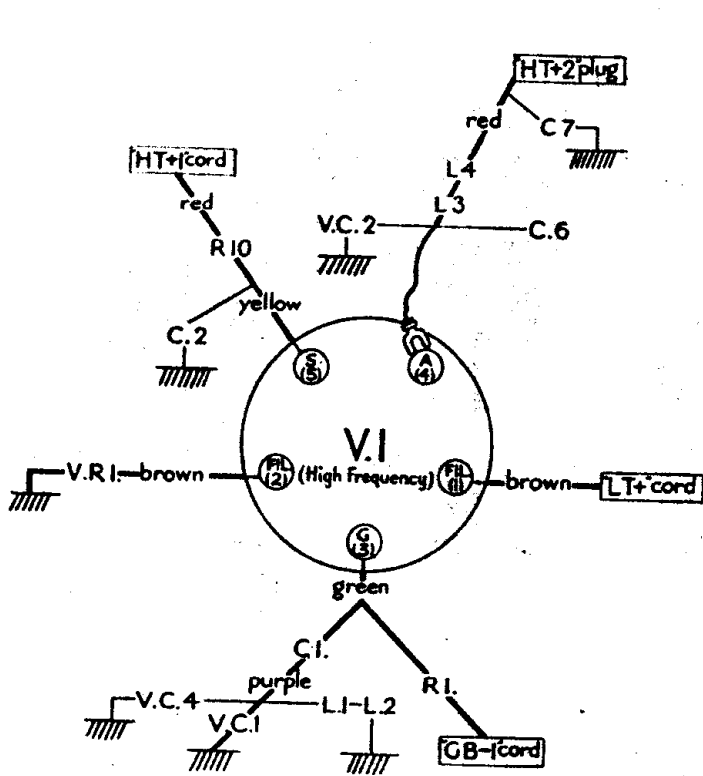 "HT+2" plug
red
C7
"HT+1" cord
L4
red
L3
V.C.2
C.6
R10
yellow
C.2
S
(5)
A
(4)
V.1
V.R1. brown
FIL
(2)
(High Frequency)
FIL
(1)
brown
"LT+" cord
G
(3)
green
C1.
purple
R1.
V.C.4
L.1-L.2
V.C.1
"GB-1" cord